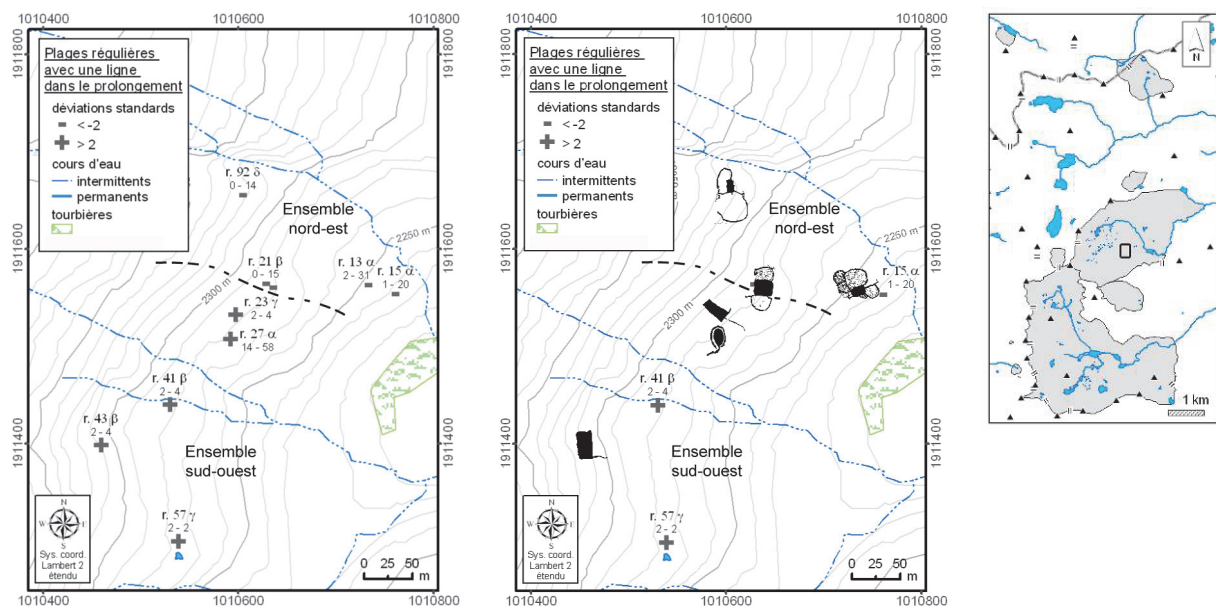 1010400
1010600
1010800
1911800
1911600
1911400
Plages régulières
avec une ligne
dans le prolongement
déviations standards
< -2
> 2
cours d'eau
intermittents
permanents
tourbières
r. 92 δ
0 - 14
Ensemble
nord-est
2250 m
r. 21 β
0 - 15
r. 13 α
2 - 31
r. 15 α
1 - 20
2300 m
r. 23 γ
2 - 4
r. 27 α
14 - 58
r. 41 β
2 - 4
r. 43 β
2 - 4
Ensemble
sud-ouest
r. 57 γ
2 - 2
N
W
E
S
Sys. coord.
Lambert 2
étendu
0 25 50
m
1010400
1010600
1010800
1911800
1911600
1911400
Plages régulières
avec une ligne
dans le prolongement
déviations standards
< -2
> 2
cours d'eau
intermittents
permanents
tourbières
Ensemble
nord-est
2250 m
r. 15 α
1 - 20
2300 m
r. 41 β
2 - 4
Ensemble
sud-ouest
r. 57 γ
2 - 2
N
W
E
S
Sys. coord.
Lambert 2
étendu
0 25 50
m
N
1 km